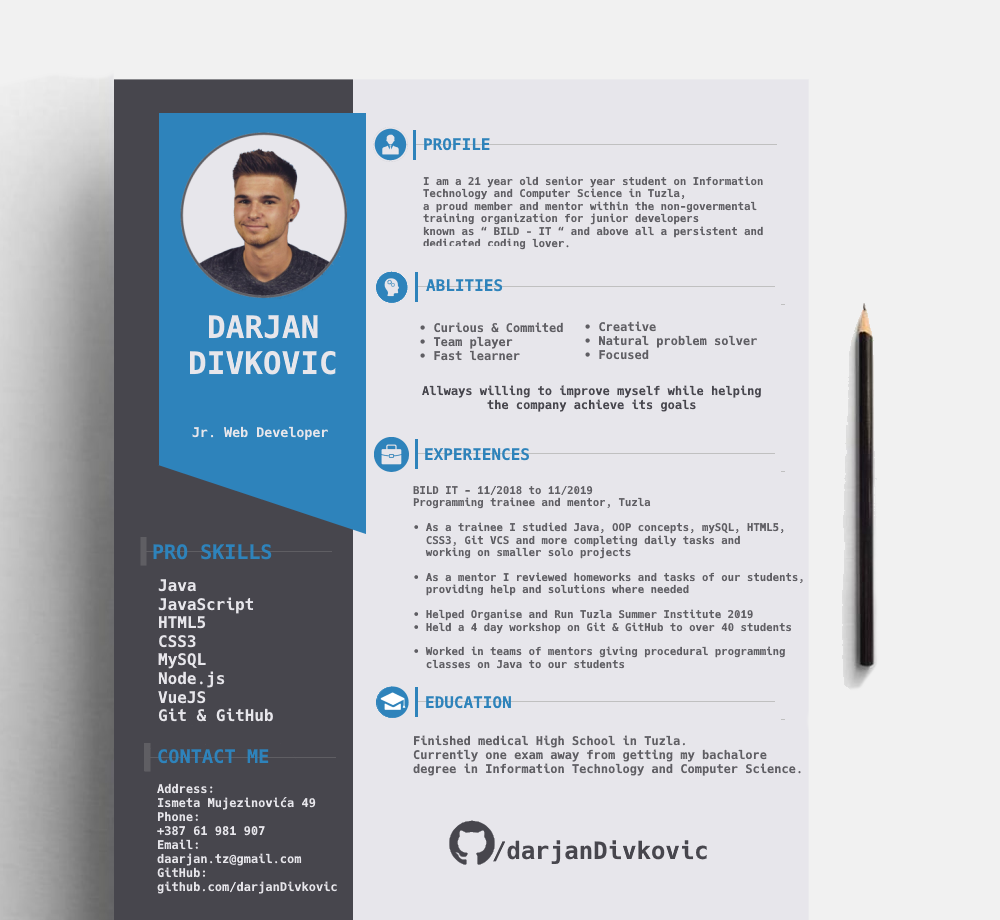 DARJAN
DIVKOVIC
Jr. Web Developer
PRO SKILLS
Java
JavaScript
HTML5
CSS3
MySQL
Node.js
VueJS
Git & GitHub
CONTACT ME
Address:
Ismeta Mujezinovića 49
Phone:
+387 61 981 907
Email:
daarjan.tz@gmail.com
GitHub:
github.com/darjanDivkovic
PROFILE
I am a 21 year old senior year student on Information
Technology and Computer Science in Tuzla,
a proud member and mentor within the non-govermental
training organization for junior developers
known as “ BILD - IT “ and above all a persistent and
dedicated coding lover.
ABLITIES
• Curious & Commited
• Team player
• Fast learner
• Creative
• Natural problem solver
• Focused
Allways willing to improve myself while helping
the company achieve its goals
EXPERIENCES
BILD IT – 11/2018 to 11/2019
Programming trainee and mentor, Tuzla
• As a trainee I studied Java, OOP concepts, mySQL, HTML5,
CSS3, Git VCS and more completing daily tasks and
working on smaller solo projects
• As a mentor I reviewed homeworks and tasks of our students,
providing help and solutions where needed
• Helped Organise and Run Tuzla Summer Institute 2019
• Held a 4 day workshop on Git & GitHub to over 40 students
• Worked in teams of mentors giving procedural programming
classes on Java to our students
EDUCATION
Finished medical High School in Tuzla.
Currently one exam away from getting my bachalore
degree in Information Technology and Computer Science.
/darjanDivkovic